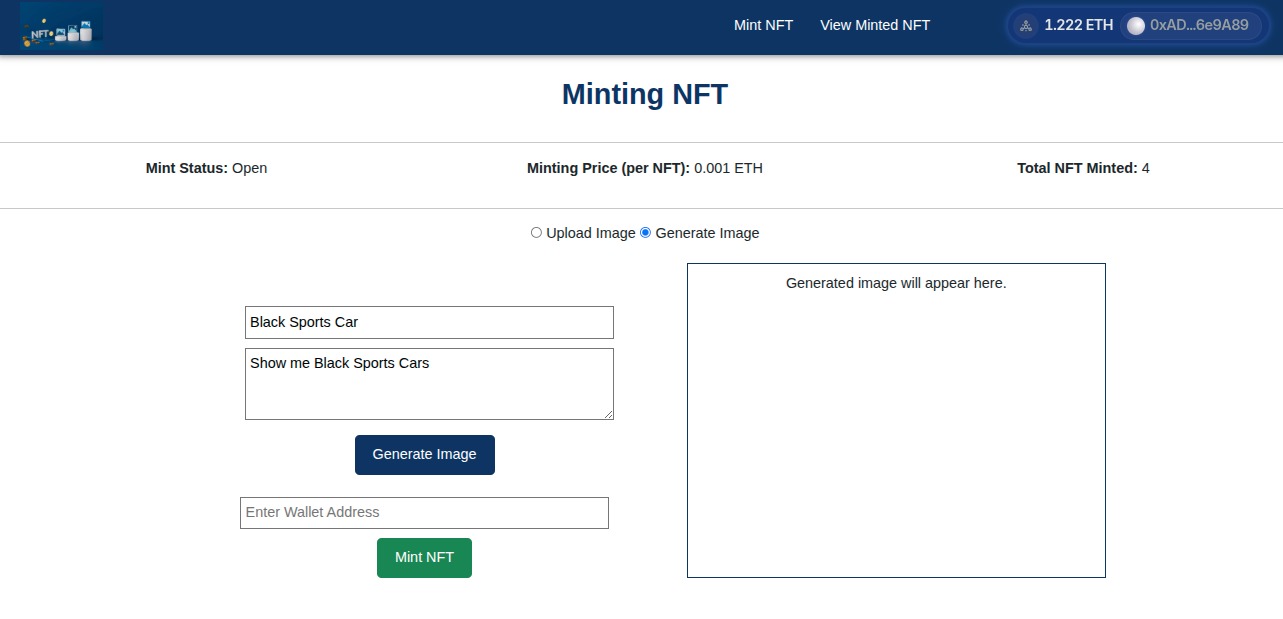 NFT
Mint NFT View Minted NFT 1.222 ETH 0xAD...6e9A89
Minting NFT
Mint Status: Open Minting Price (per NFT): 0.001 ETH Total NFT Minted: 4
Upload Image Generate Image
Generated image will appear here.
Black Sports Car
Show me Black Sports Cars
Generate Image
Enter Wallet Address
Mint NFT